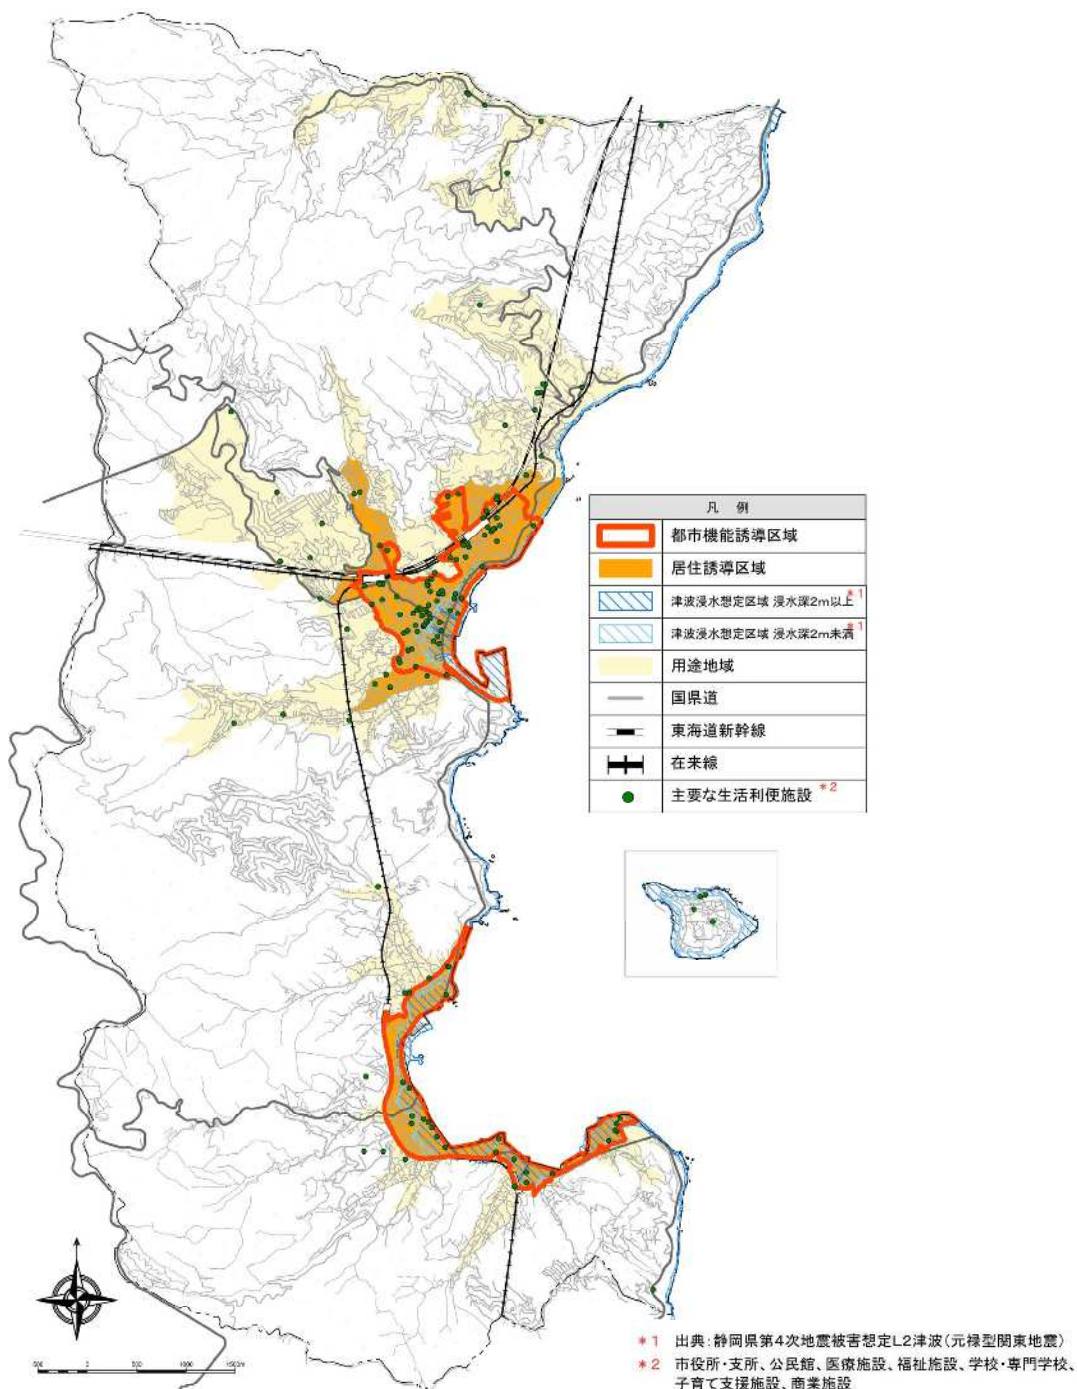 凡 例
都市機能誘導区域
居住誘導区域
津波浸水想定区域 浸水深2m以上*1
津波浸水想定区域 浸水深2m未満*1
用途地域
国県道
東海道新幹線
在来線
主要な生活利便施設 *2
500 0 500 1000 1500m
*1 出典:静岡県第4次地震被害想定L2津波(元禄型関東地震)
*2 市役所・支所、公民館、医療施設、福祉施設、学校・専門学校、
子育て支援施設、商業施設